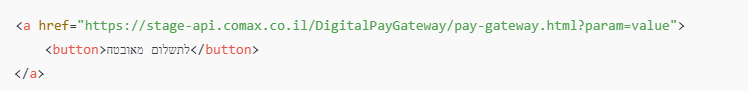 <a href="https://stage-api.comax.co.il/DigitalPayGateway/pay-gateway.html?param=value">
<button>לתשלום מאובטח</button>
</a>